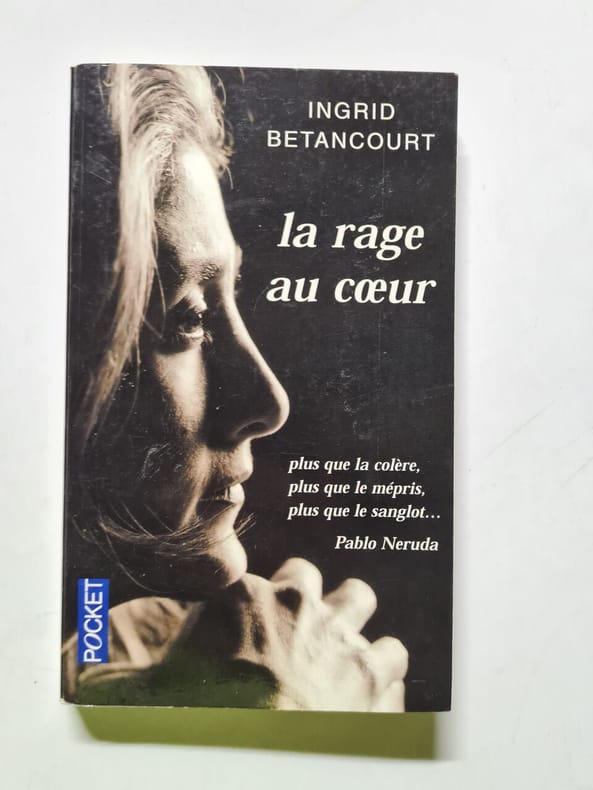 INGRID
BETANCOURT
la rage
au cœur
plus que la colère,
plus que le mépris,
plus que le sanglot…
Pablo Neruda
POCKET